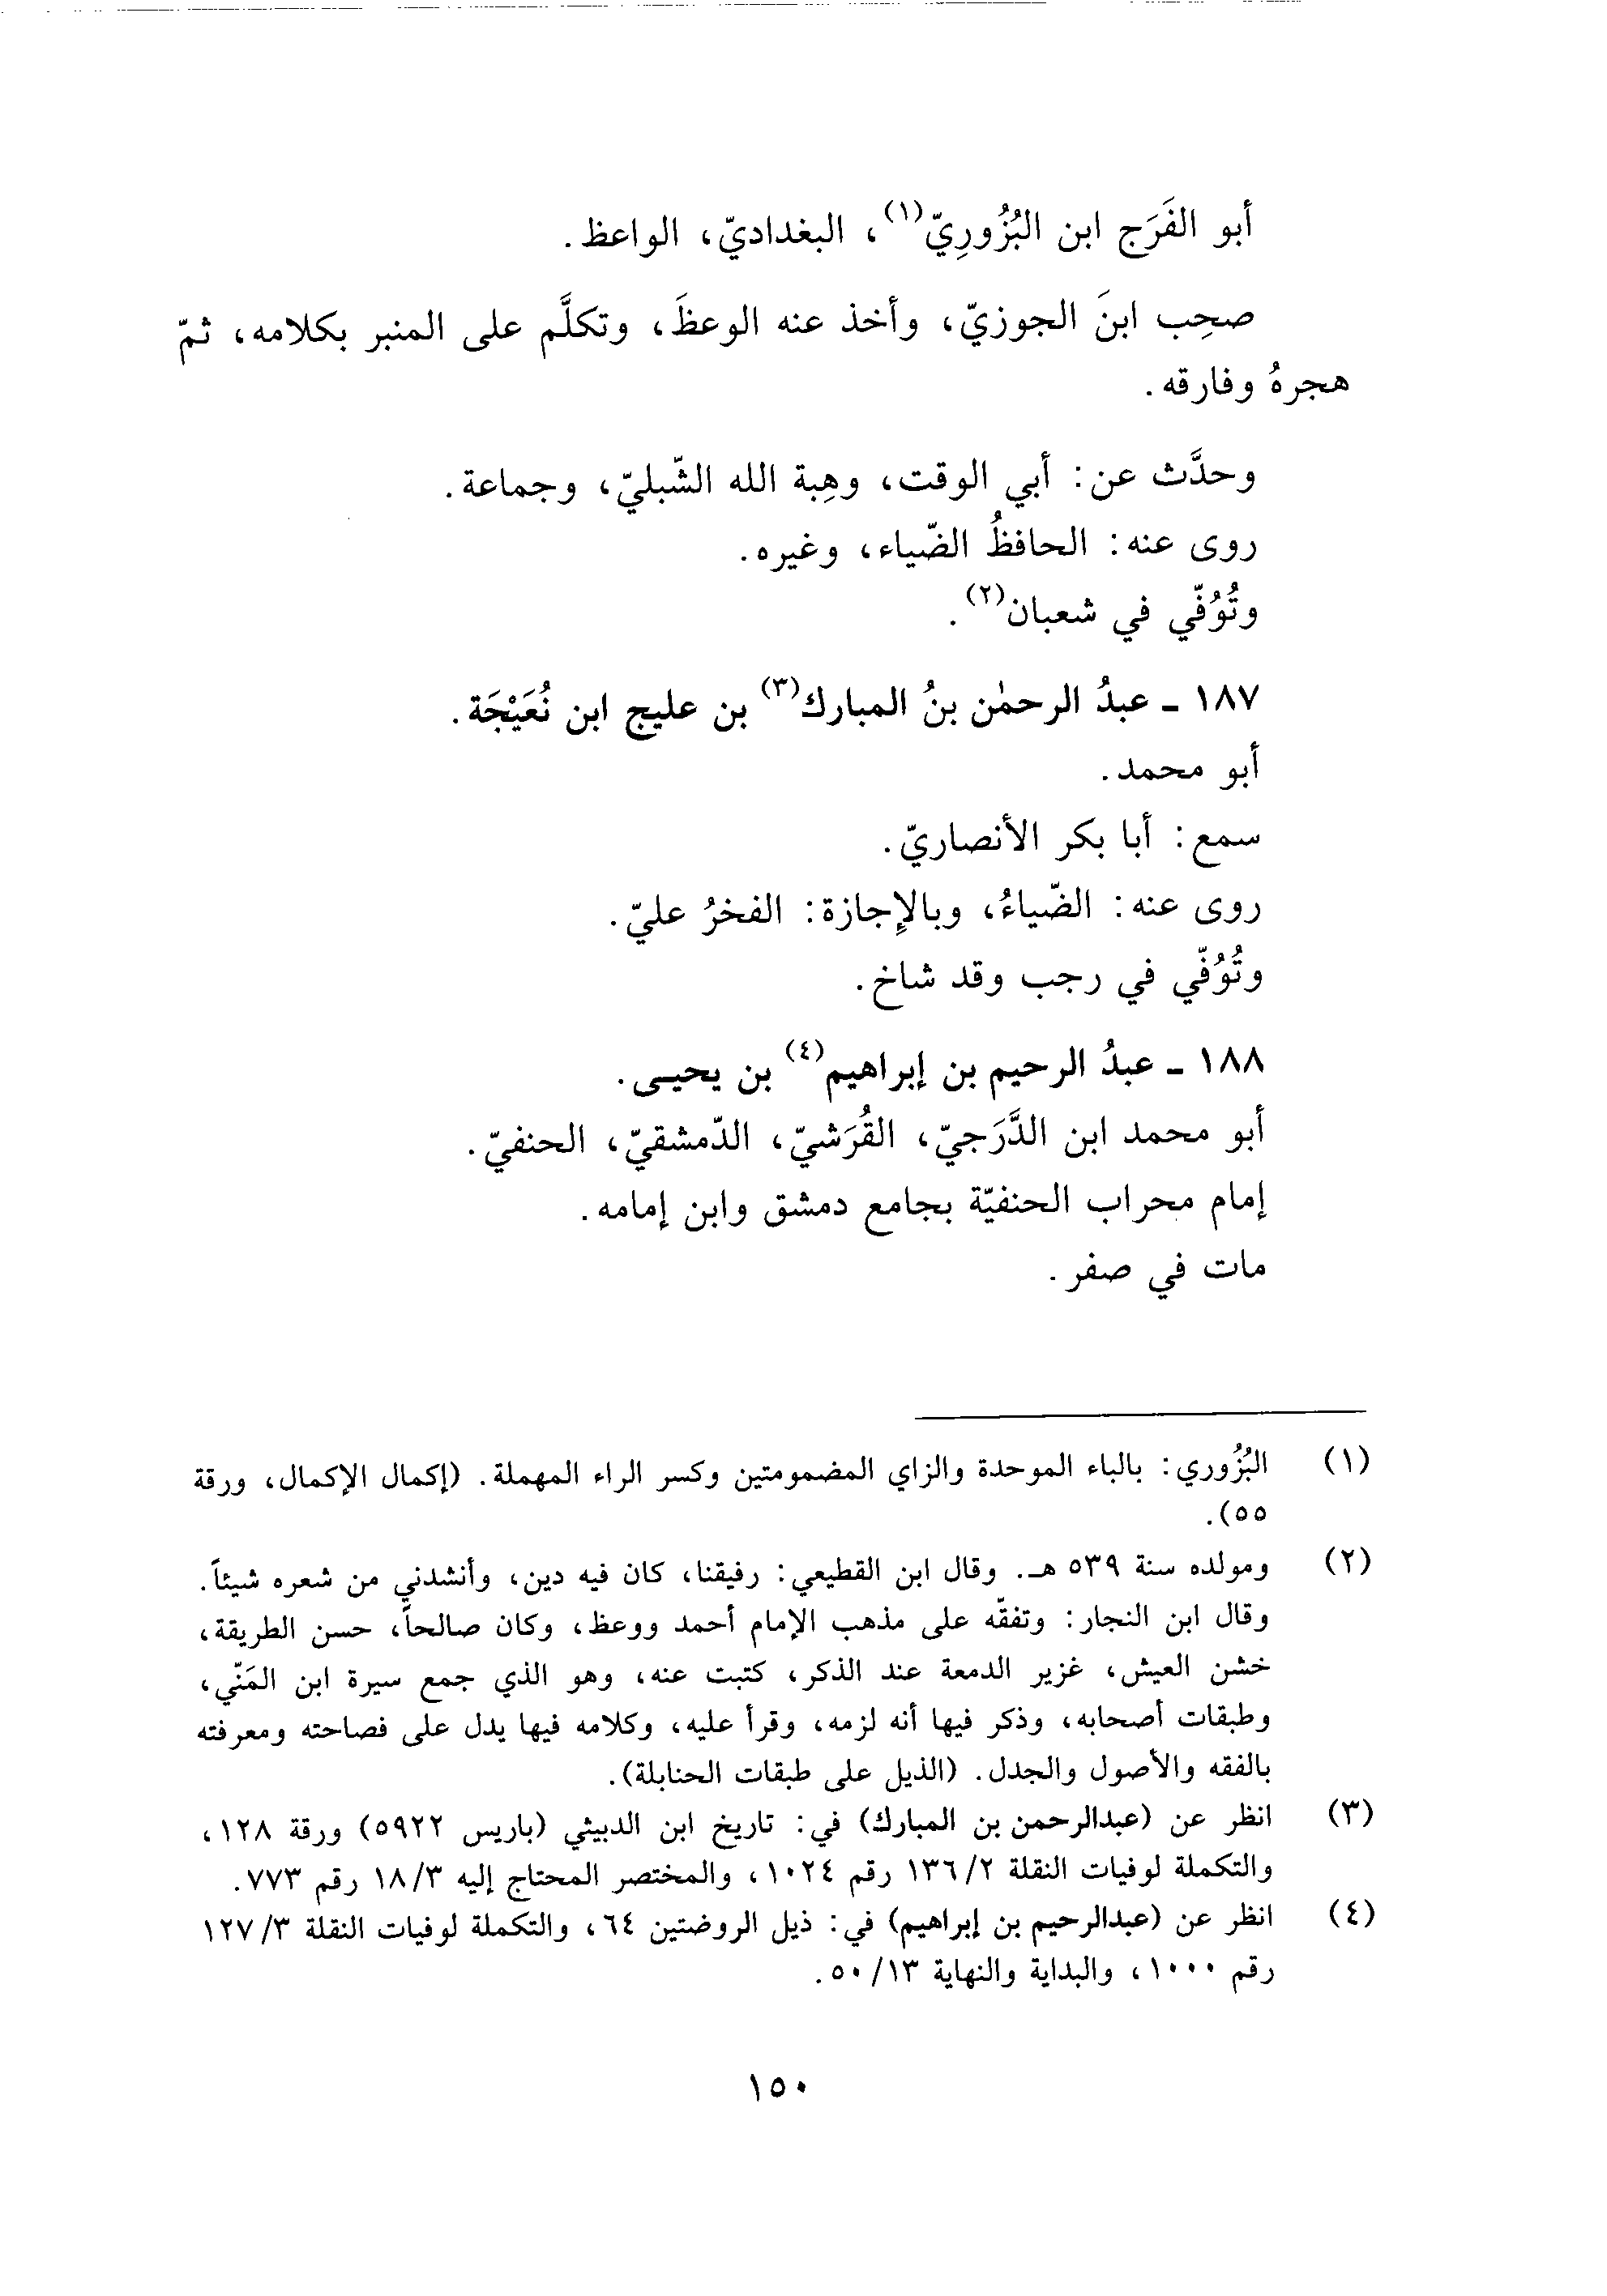 أبو الفَرَج ابن البُزُورِيّ(١)، البغداديّ، الواعظ.
صحِب ابنَ الجوزيّ، وأخذ عنه الوعظَ، وتكلَّم على المنبر بكلامه، ثمّ
هجرهُ وفارقه.
وحدَّث عن: أبي الوقت، وهِبة الله الشّبليّ، وجماعة.
روى عنه: الحافظُ الضّياء، وغيره.
وتُوُفّي في شعبان(٢).
١٨٧ ـ عبدُ الرحمٰن بنُ المبارك(٣) بن عليج ابن نُعَيْجَة.
أبو محمد.
سمع: أبا بكر الأنصاريّ.
روى عنه: الضّياءُ، وبالإِجازة: الفخرُ عليّ.
وتُوُفّي في رجب وقد شاخ.
١٨٨ ـ عبدُ الرحيم بن إبراهيم(٤) بن يحيـى.
أبو محمد ابن الدَّرَجيّ، القُرَشيّ، الدّمشقيّ، الحنفيّ.
إمام محراب الحنفيّة بجامع دمشق وابن إمامه.
مات في صفر.
(١) البُزُوري: بالباء الموحدة والزاي المضمومتين وكسر الراء المهملة. (إكمال الإكمال، ورقة
٥٥).
(٢) ومولده سنة ٥٣٩ هـ. وقال ابن القطيعي: رفيقنا، كان فيه دين، وأنشدني من شعره شيئاً.
وقال ابن النجار: وتفقّه على مذهب الإمام أحمد ووعظ، وكان صالحاً، حسن الطريقة،
خشن العيش، غزير الدمعة عند الذكر، كتبت عنه، وهو الذي جمع سيرة ابن المَنّي،
وطبقات أصحابه، وذكر فيها أنه لزمه، وقرأ عليه، وكلامه فيها يدل على فصاحته ومعرفته
بالفقه والأصول والجدل. (الذيل على طبقات الحنابلة).
(٣) انظر عن (عبدالرحمن بن المبارك) في: تاريخ ابن الدبيثي (باريس ٥٩٢٢) ورقة ١٢٨،
والتكملة لوفيات النقلة ١٣٦/٢ رقم ١٠٢٤، والمختصر المحتاج إليه ١٨/٣ رقم ٧٧٣.
(٤) انظر عن (عبدالرحيم بن إبراهيم) في: ذيل الروضتين ٦٤، والتكملة لوفيات النقلة ١٢٧/٣
رقم ١٠٠٠، والبداية والنهاية ٥٠/١٣.
١٥٠